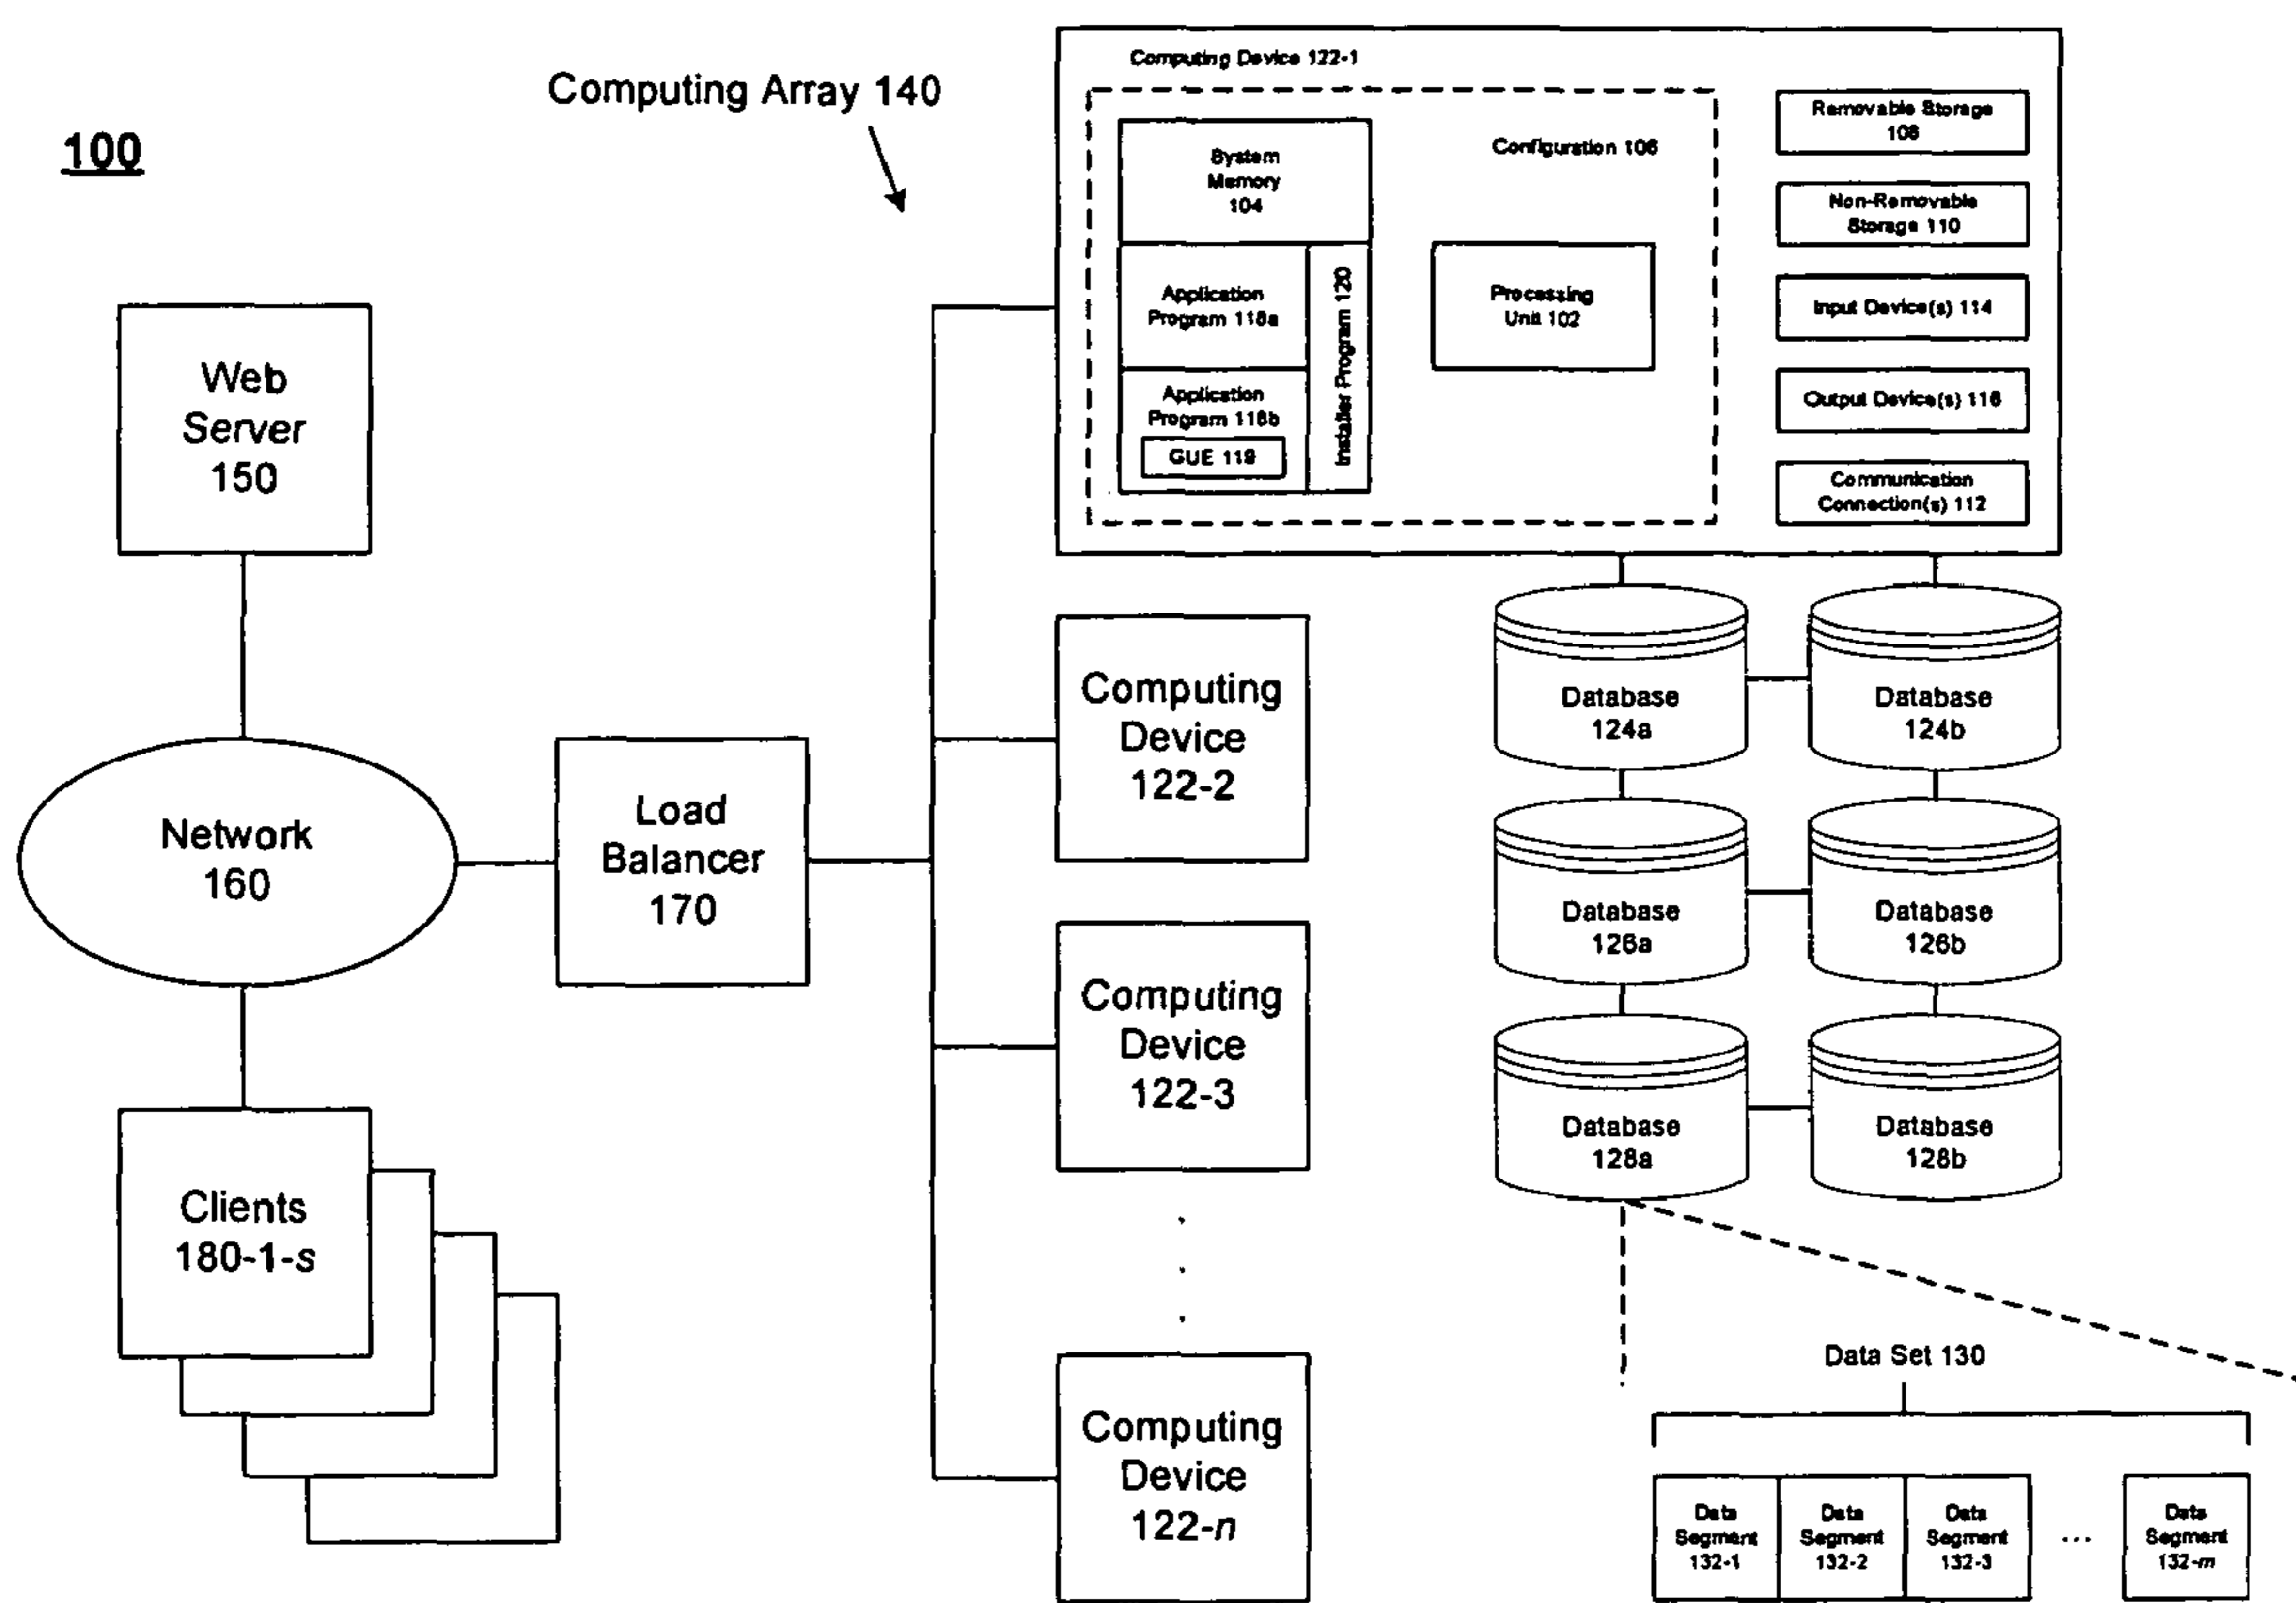 100
Computing Array 140
Computing Device 122-1
System
Memory
104
Configuration 106
Application
Program 118a
Application
Program 118b
GUE 119
Installer Program 120
Processing
Unit 102
Removable Storage
108
Non-Removable
Storage 110
Input Device(s) 114
Output Device(s) 116
Communication
Connection(s) 112
Web
Server
150
Network
160
Load
Balancer
170
Clients
180-1-s
Computing
Device
122-2
Computing
Device
122-3
.
.
.
Computing
Device
122-n
Database
124a
Database
124b
Database
126a
Database
126b
Database
128a
Database
128b
Data Set 130
Data
Segment
132-1
Data
Segment
132-2
Data
Segment
132-3
...
Data
Segment
132-m